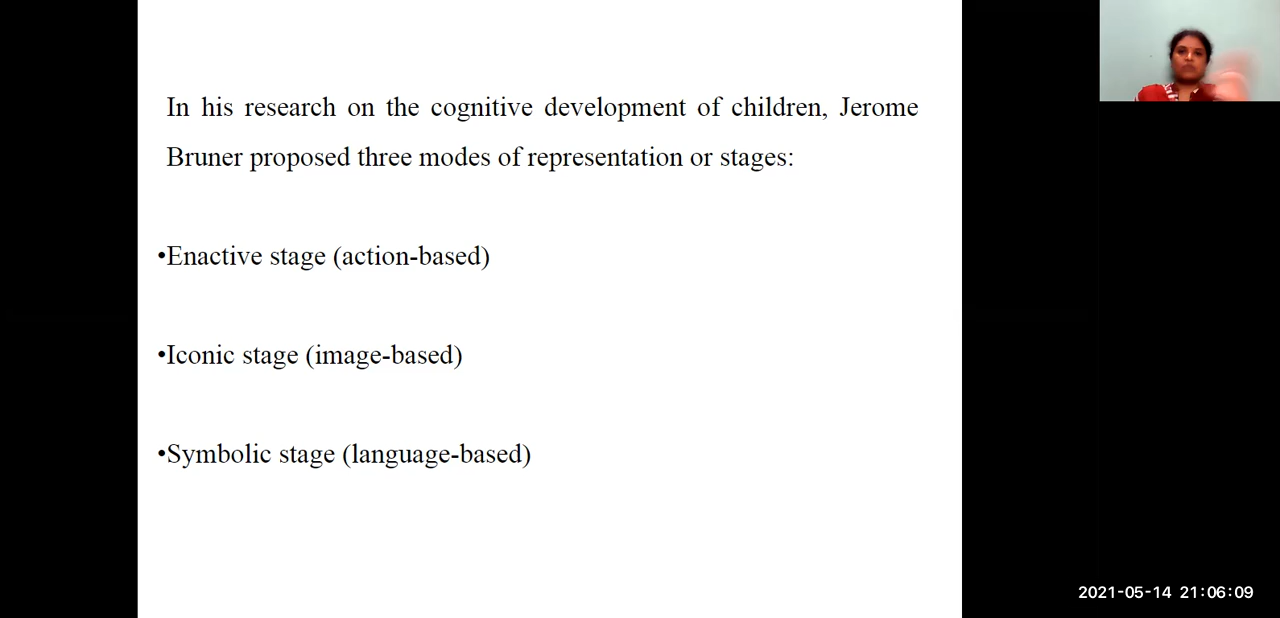 In his research on the cognitive development of children, Jerome
Bruner proposed three modes of representation or stages:
•Enactive stage (action-based)
•Iconic stage (image-based)
•Symbolic stage (language-based)
2021-05-14 21:06:09